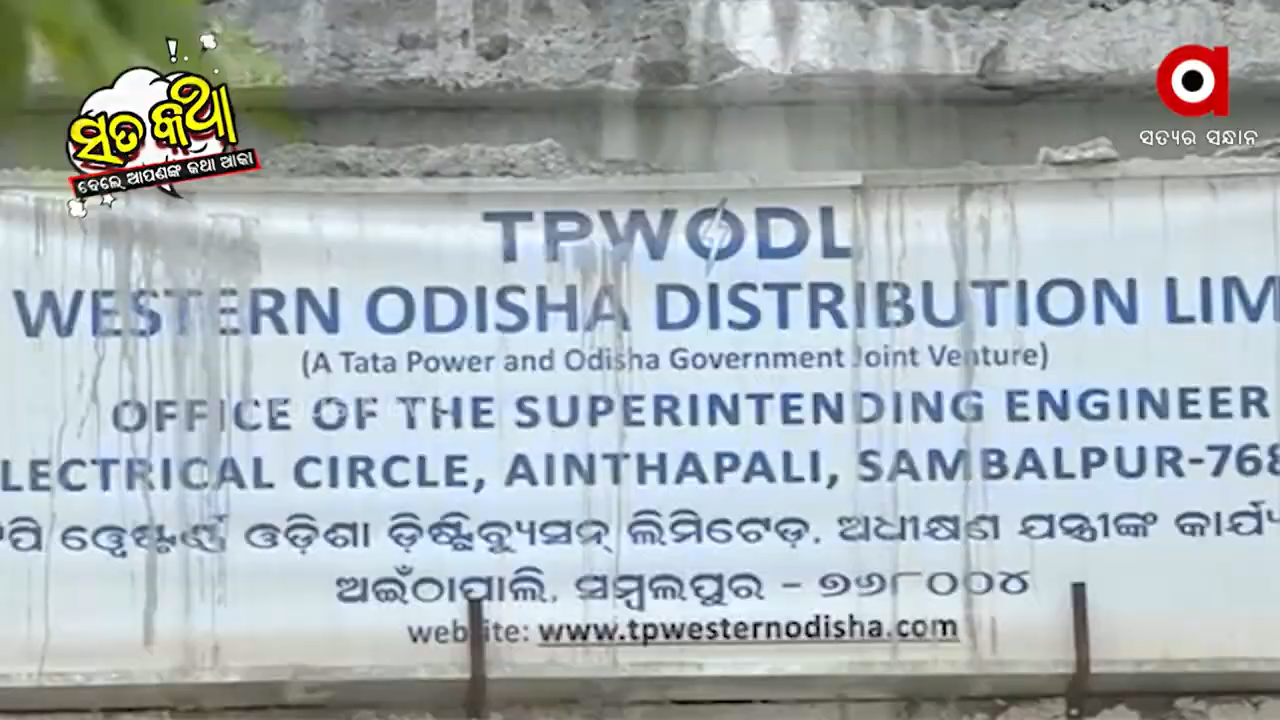 ସତ କଥା
ବେଲେ ଆପଣଙ୍କ କଥା ଆକା
a
ସତ୍ୟର ସନ୍ଧାନ
TPWODL
WESTERN ODISHA DISTRIBUTION LIM
(A Tata Power and Odisha Government Joint Venture)
OFFICE OF THE SUPERINTENDING ENGINEER
LECTRICAL CIRCLE, AINTHAPALI, SAMBALPUR-768
ପି ୱେଷ୍ଟର୍ଣ୍ଣ ଓଡ଼ିଶା ଡ଼ିଷ୍ଟ୍ରିବ୍ୟୁସନ୍ ଲିମିଟେଡ଼. ଅଧୀକ୍ଷଣ ଯନ୍ତ୍ରୀଙ୍କ କାର୍ଯ୍ୟ
ଅଇଁଠାପାଲି, ସମ୍ବଲପୁର – ୭୬୮୦୦୪
website: www.tpwesternodisha.com